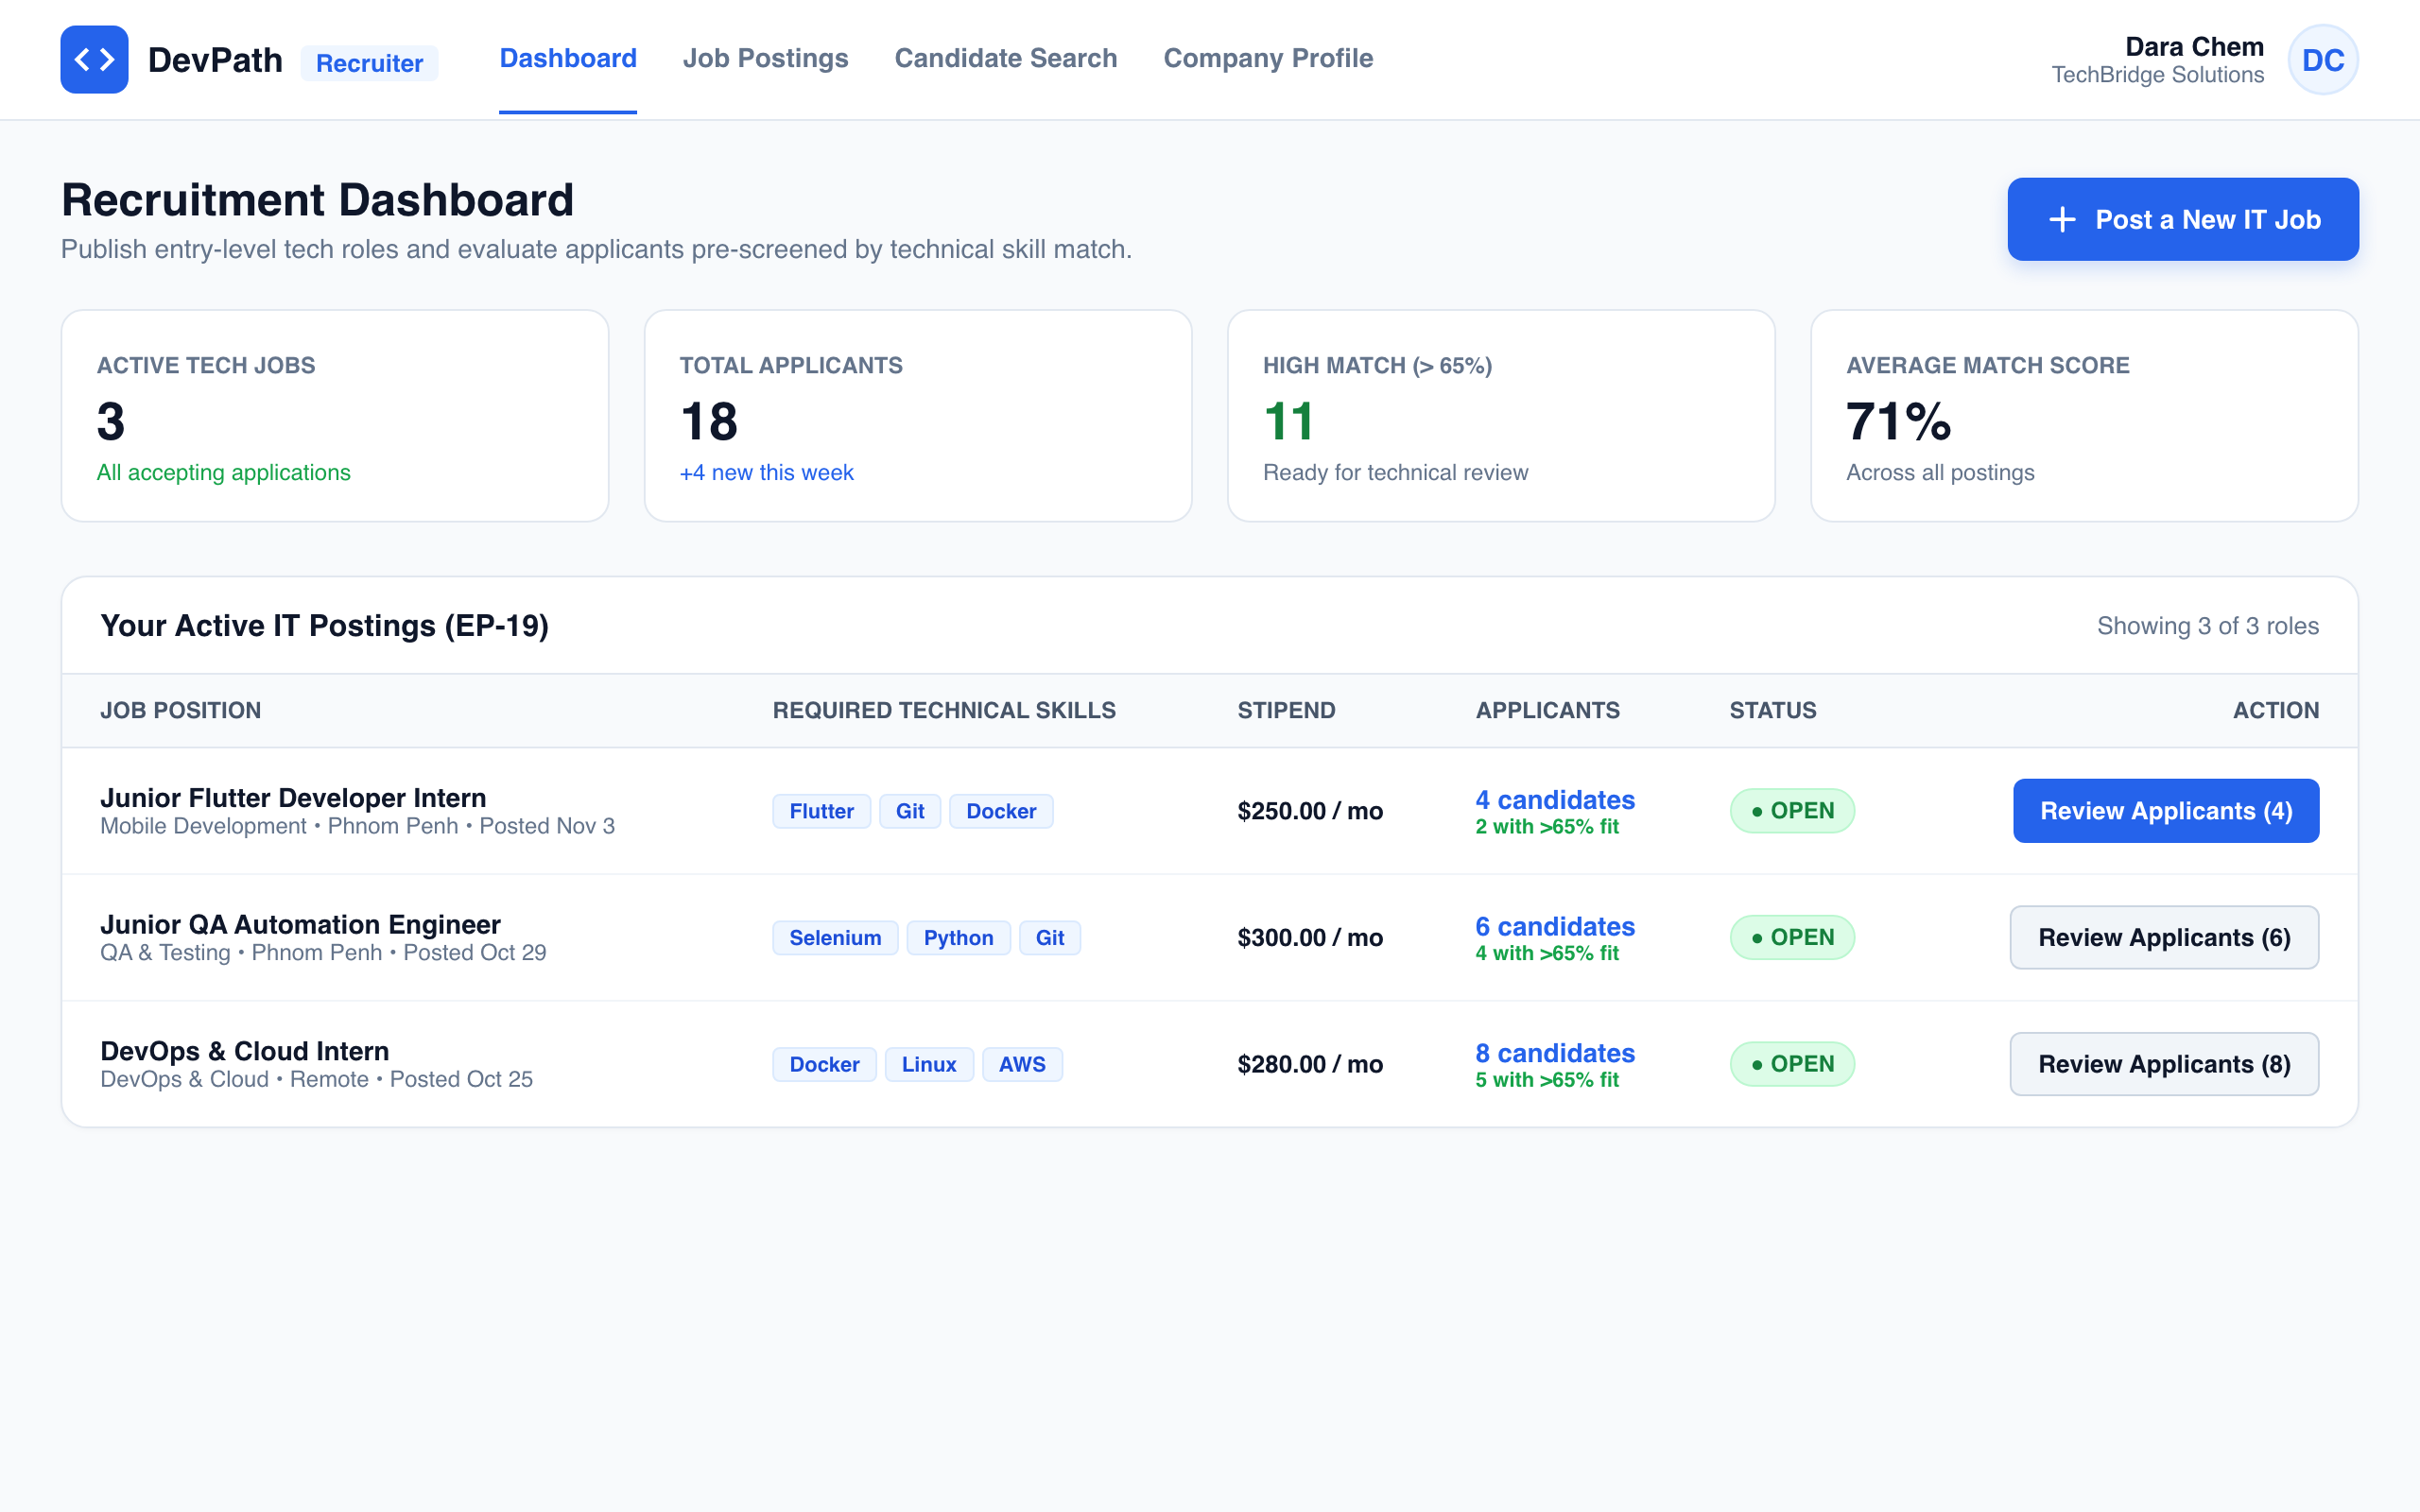 DevPath Recruiter Dashboard Job Postings Candidate Search Company Profile
Dara Chem
TechBridge Solutions
DC
Recruitment Dashboard
Publish entry-level tech roles and evaluate applicants pre-screened by technical skill match.
+ Post a New IT Job
ACTIVE TECH JOBS
3
All accepting applications
TOTAL APPLICANTS
18
+4 new this week
HIGH MATCH (> 65%)
11
Ready for technical review
AVERAGE MATCH SCORE
71%
Across all postings
Your Active IT Postings (EP-19)
Showing 3 of 3 roles
JOB POSITION REQUIRED TECHNICAL SKILLS STIPEND APPLICANTS STATUS ACTION
Junior Flutter Developer Intern
Mobile Development • Phnom Penh • Posted Nov 3
Flutter Git Docker
$250.00 / mo
4 candidates
2 with >65% fit
● OPEN
Review Applicants (4)
Junior QA Automation Engineer
QA & Testing • Phnom Penh • Posted Oct 29
Selenium Python Git
$300.00 / mo
6 candidates
4 with >65% fit
● OPEN
Review Applicants (6)
DevOps & Cloud Intern
DevOps & Cloud • Remote • Posted Oct 25
Docker Linux AWS
$280.00 / mo
8 candidates
5 with >65% fit
● OPEN
Review Applicants (8)